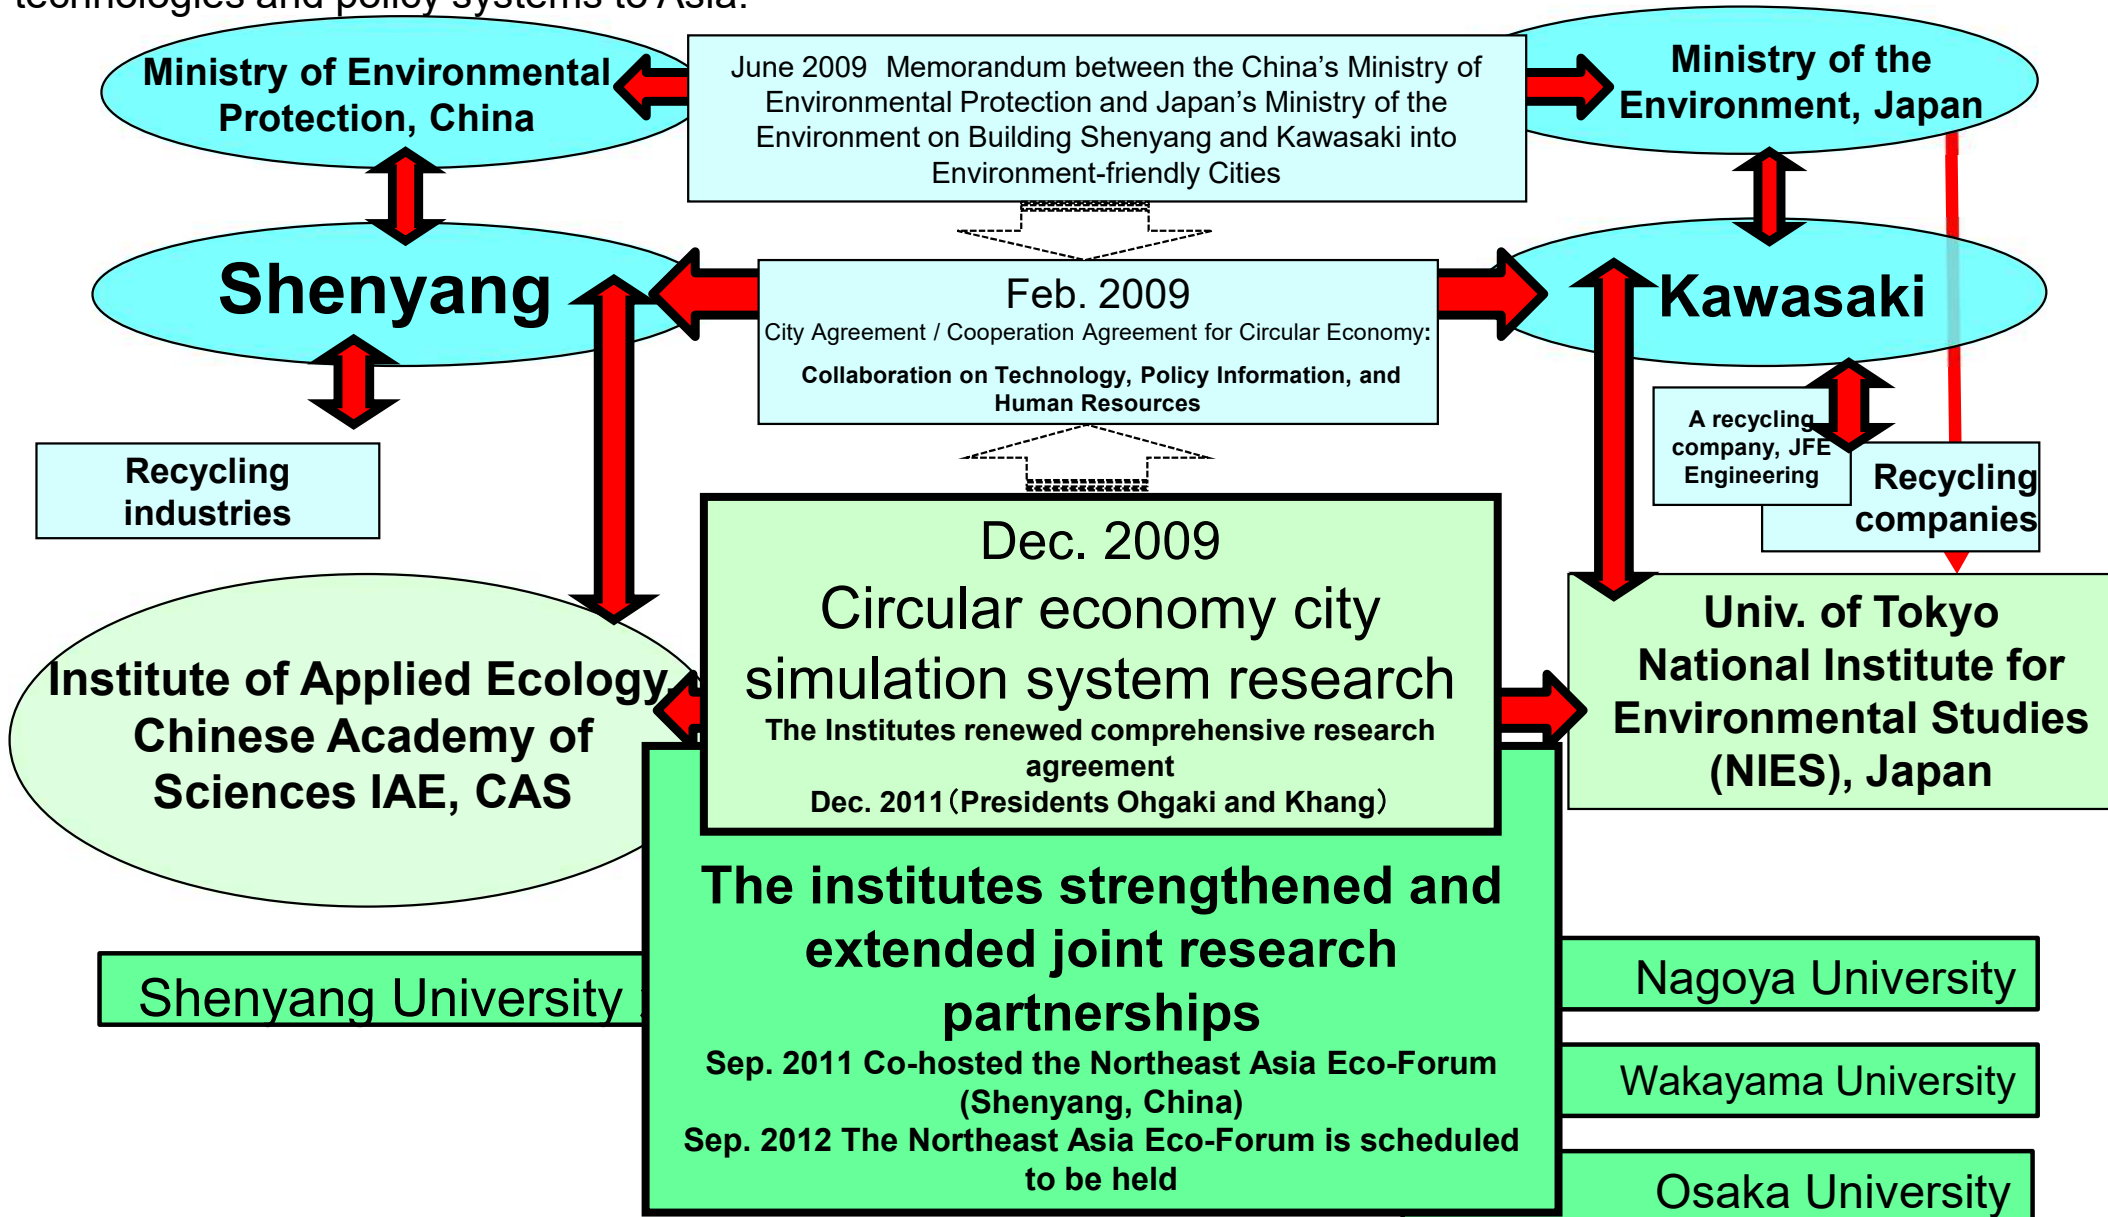 technologies and policy systems to Asia.
Ministry of Environmental
Protection, China
June 2009   Memorandum between the China's Ministry of
Environmental Protection and Japan's Ministry of the
Environment on Building Shenyang and Kawasaki into
Environment-friendly Cities
Ministry of the
Environment, Japan
Shenyang
Feb. 2009
City Agreement / Cooperation Agreement for Circular Economy:
Collaboration on Technology, Policy Information, and
Human Resources
Kawasaki
Recycling
industries
A recycling
company, JFE
Engineering
Recycling
companies
Dec. 2009
Circular economy city
simulation system research
The Institutes renewed comprehensive research
agreement
Dec. 2011（Presidents Ohgaki and Khang）
Institute of Applied Ecology,
Chinese Academy of
Sciences IAE, CAS
Univ. of Tokyo
National Institute for
Environmental Studies
(NIES), Japan
The institutes strengthened and
extended joint research
partnerships
Sep. 2011 Co-hosted the Northeast Asia Eco-Forum
(Shenyang, China)
Sep. 2012 The Northeast Asia Eco-Forum is scheduled
to be held
Shenyang University
Nagoya University
Wakayama University
Osaka University